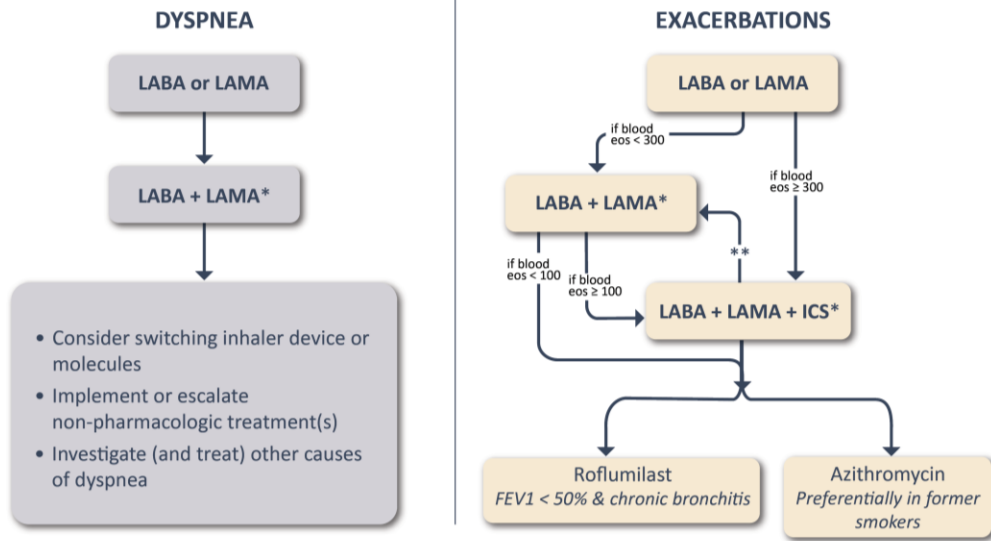 DYSPNEA
LABA or LAMA
LABA + LAMA*
• Consider switching inhaler device or
molecules
• Implement or escalate
non-pharmacologic treatment(s)
• Investigate (and treat) other causes
of dyspnea
EXACERBATIONS
LABA or LAMA
if blood
eos < 300
if blood
eos ≥ 300
LABA + LAMA*
**
if blood
eos < 100
if blood
eos ≥ 100
LABA + LAMA + ICS*
Roflumilast
FEV1 < 50% & chronic bronchitis
Azithromycin
Preferentially in former
smokers